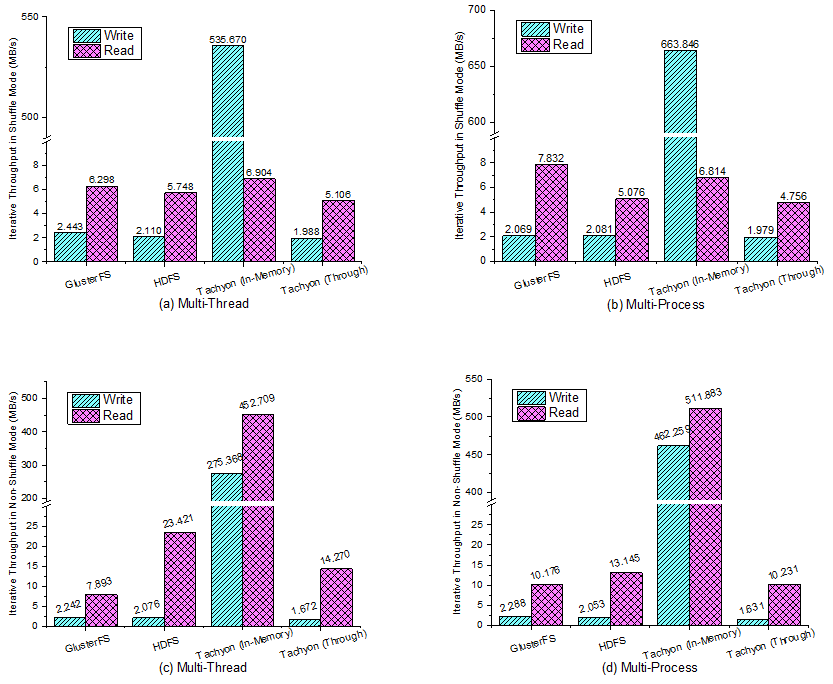 Iterative Throughput in Shuffle Mode (MB/s)
550
500
8
6
4
2
0
Write
Read
2.443
6.298
2.110
5.748
535.670
6.904
1.988
5.106
GlusterFS
HDFS
Tachyon (In-Memory)
Tachyon (Through)
(a) Multi-Thread
Iterative Throughput in Shuffle Mode (MB/s)
700
650
600
8
6
4
2
0
Write
Read
2.069
7.832
2.081
5.076
663.846
6.814
1.979
4.756
GlusterFS
HDFS
Tachyon (In-Memory)
Tachyon (Through)
(b) Multi-Process
Iterative Throughput in Non-Shuffle Mode (MB/s)
500
400
300
200
25
20
15
10
5
0
Write
Read
2.242
7.893
2.076
23.421
275.368
452.709
1.672
14.270
GlusterFS
HDFS
Tachyon (In-Memory)
Tachyon (Through)
(c) Multi-Thread
Iterative Throughput in Non-Shuffle Mode (MB/s)
550
500
450
400
25
20
15
10
5
0
Write
Read
2.288
10.176
2.053
13.145
462.259
511.883
1.631
10.231
GlusterFS
HDFS
Tachyon (In-Memory)
Tachyon (Through)
(d) Multi-Process